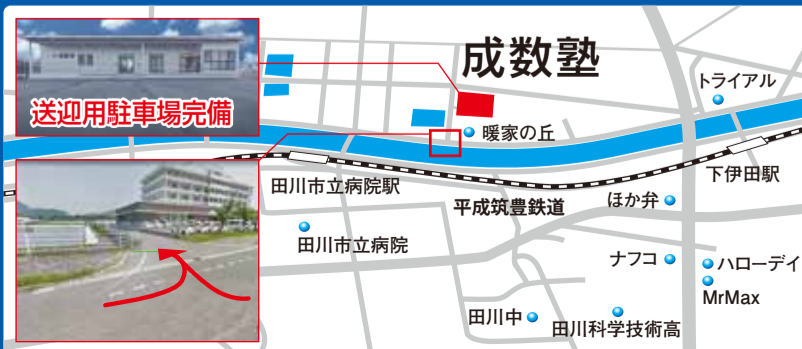 成数塾
送迎用駐車場完備
トライアル
暖家の丘
田川市立病院駅
下伊田駅
平成筑豊鉄道
ほか弁
田川市立病院
ナフコ
ハローデイ
MrMax
田川中
田川科学技術高